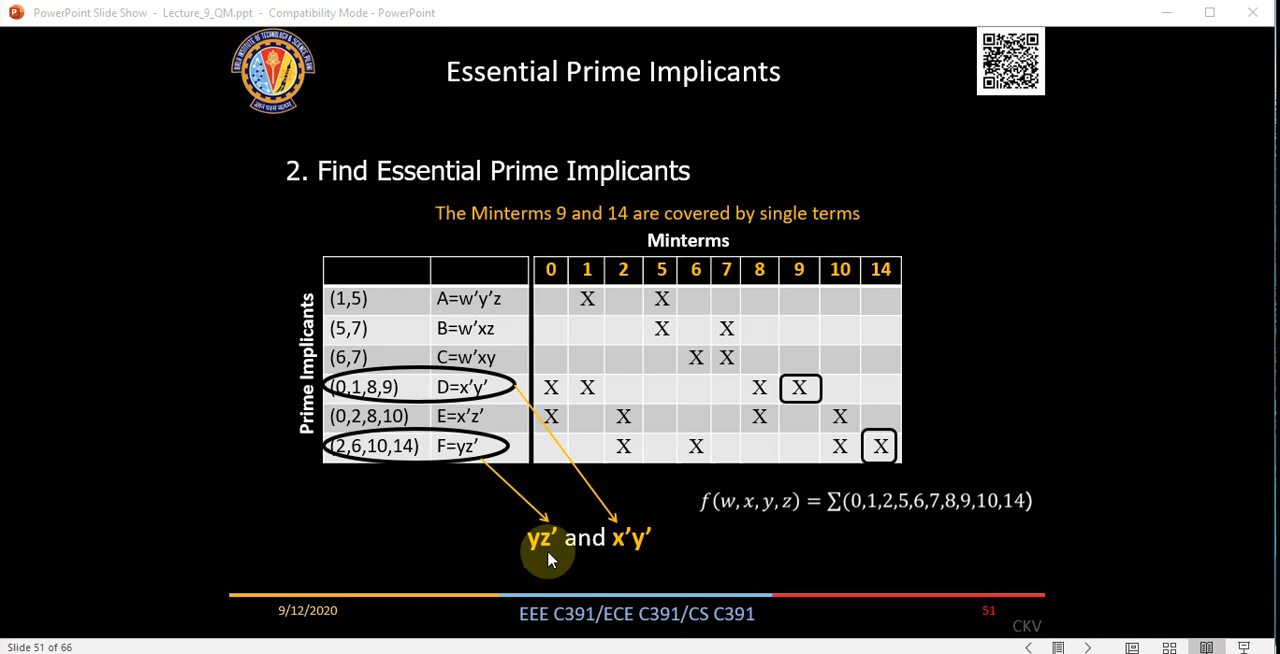 PowerPoint Slide Show - Lecture_9_QM.ppt - Compatibility Mode - PowerPoint
Essential Prime Implicants
2. Find Essential Prime Implicants
The Minterms 9 and 14 are covered by single terms
Minterms
0 1 2 5 6 7 8 9 10 14
Prime Implicants
(1,5) A=w’y’z X X
(5,7) B=w’xz X X
(6,7) C=w’xy X X
(0,1,8,9) D=x’y’ X X X X
(0,2,8,10) E=x’z’ X X X X
(2,6,10,14) F=yz’ X X X X
f(w,x,y,z) = ∑(0,1,2,5,6,7,8,9,10,14)
yz’ and x’y’
9/12/2020 EEE C391/ECE C391/CS C391 51
CKV
Slide 51 of 66